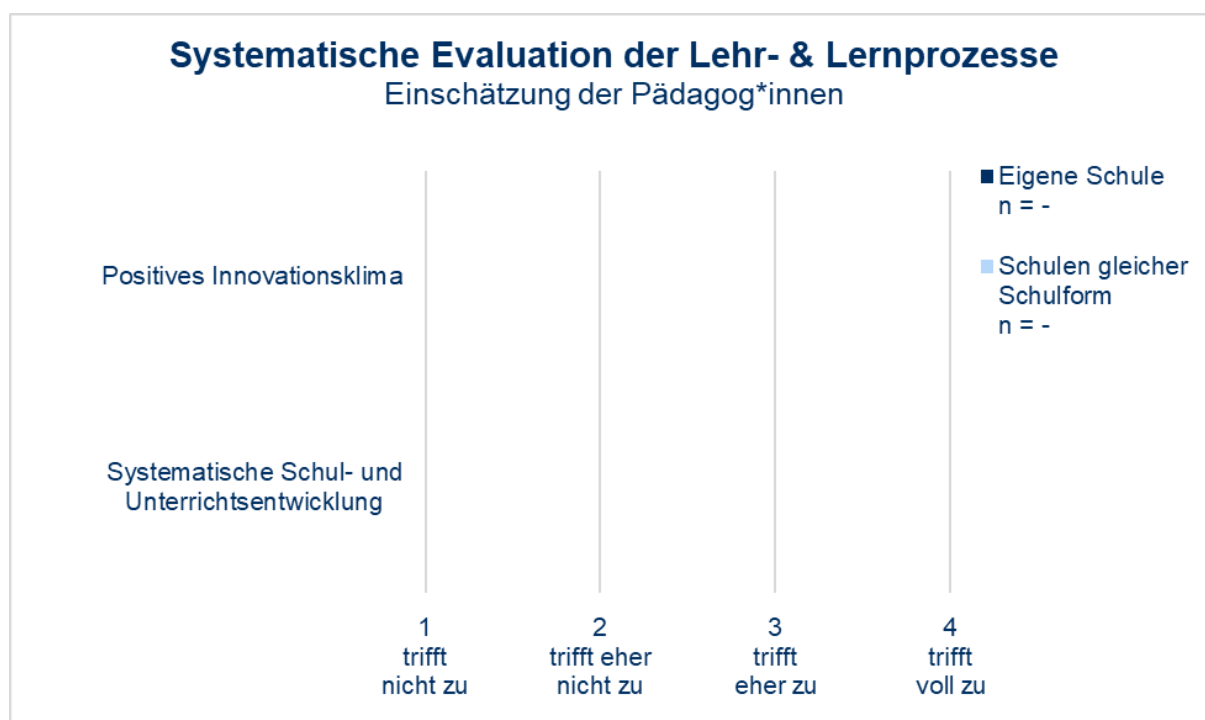 Systematische Evaluation der Lehr- & Lernprozesse
Einschätzung der Pädagog*innen
Eigene Schule
n = -
Schulen gleicher
Schulform
n = -
Positives Innovationsklima
Systematische Schul- und
Unterrichtsentwicklung
1
trifft
nicht zu
2
trifft eher
nicht zu
3
trifft
eher zu
4
trifft
voll zu